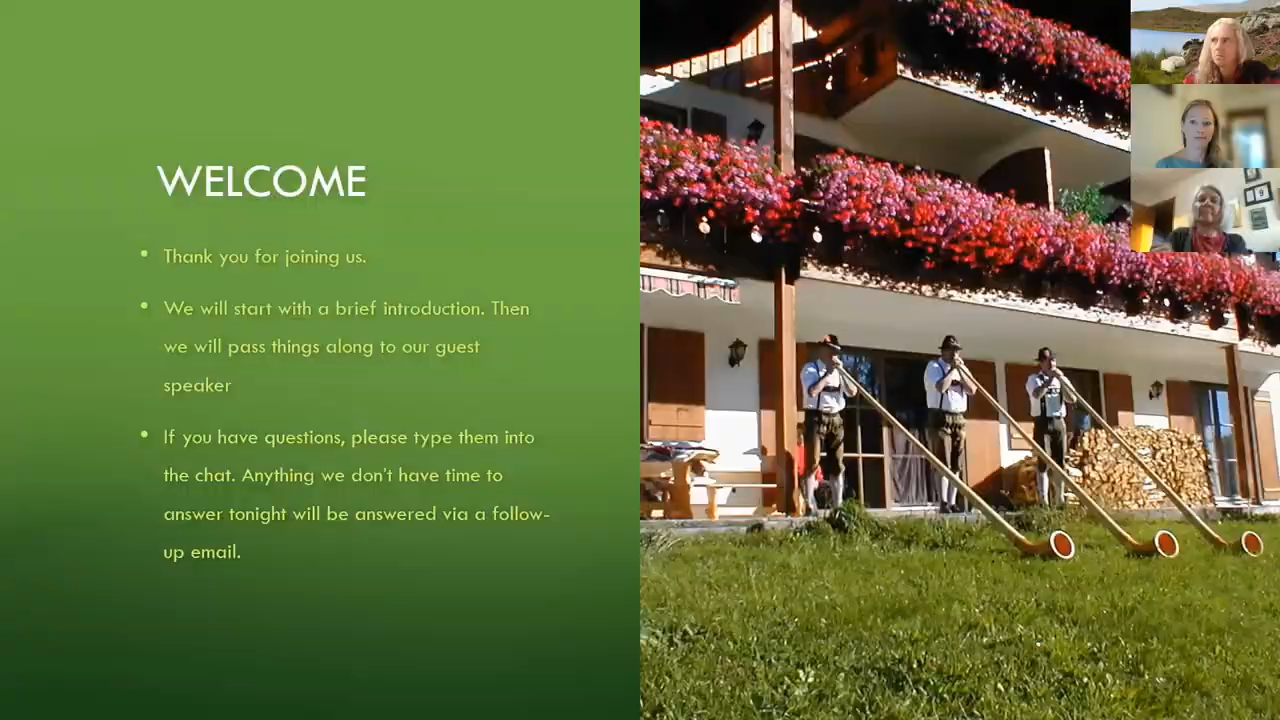 WELCOME
• Thank you for joining us.
• We will start with a brief introduction. Then
we will pass things along to our guest
speaker
• If you have questions, please type them into
the chat. Anything we don't have time to
answer tonight will be answered via a follow-
up email.